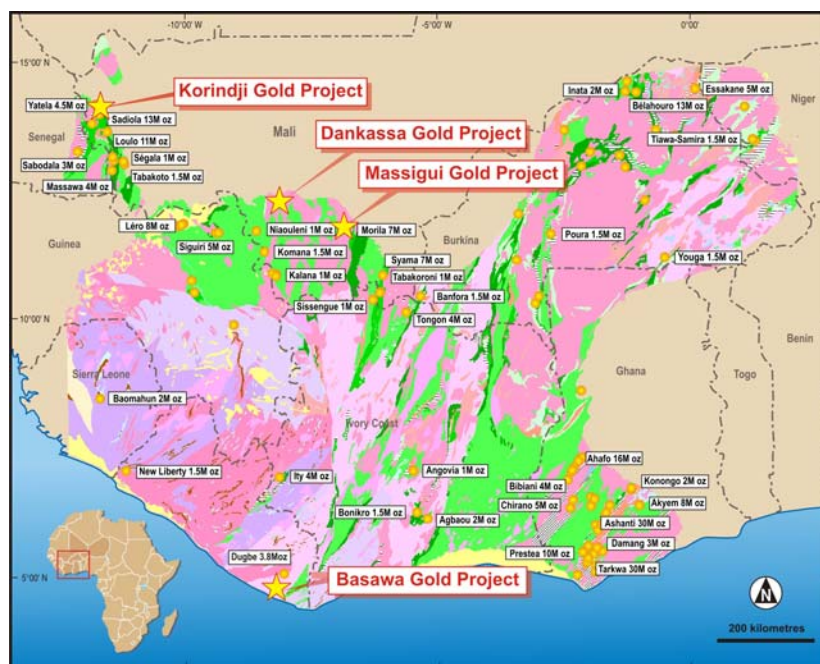 -10°00' W
-5°00' W
0°00'
15°00' N
Korindji Gold Project
Inata 2M oz
Essakane 5M oz
Niger
Yatela 4.5M oz
Bélahouro 13M oz
Sadiola 13M oz
Mali
Dankassa Gold Project
Senegal
Loulo 11M oz
Tiawa-Samira 1.5M oz
Sabodala 3M oz
Ségala 1M oz
Massigui Gold Project
Massawa 4M oz
Tabakoto 1.5M oz
Léro 8M oz
Niaouleni 1M oz
Morila 7M oz
Guinea
Siguiri 5M oz
Burkina
Poura 1.5M oz
Komana 1.5M oz
Syama 7M oz
Youga 1.5M oz
Kalana 1M oz
Tabakoroni 1M oz
Sissengue 1M oz
Banfora 1.5M oz
10°00' N
Tongon 4M oz
Benin
Sierra Leone
Ghana
Togo
Baomahun 2M oz
Ivory Coast
Ahafo 16M oz
New Liberty 1.5M oz
Ity 4M oz
Angovia 1M oz
Bibiani 4M oz
Konongo 2M oz
Chirano 5M oz
Akyem 8M oz
Bonikro 1.5M oz
Agbaou 2M oz
Ashanti 30M oz
Damang 3M oz
Dugbe 3.8Moz
Prestea 10M oz
5°00' N
Basawa Gold Project
Tarkwa 30M oz
N
200 kilometres